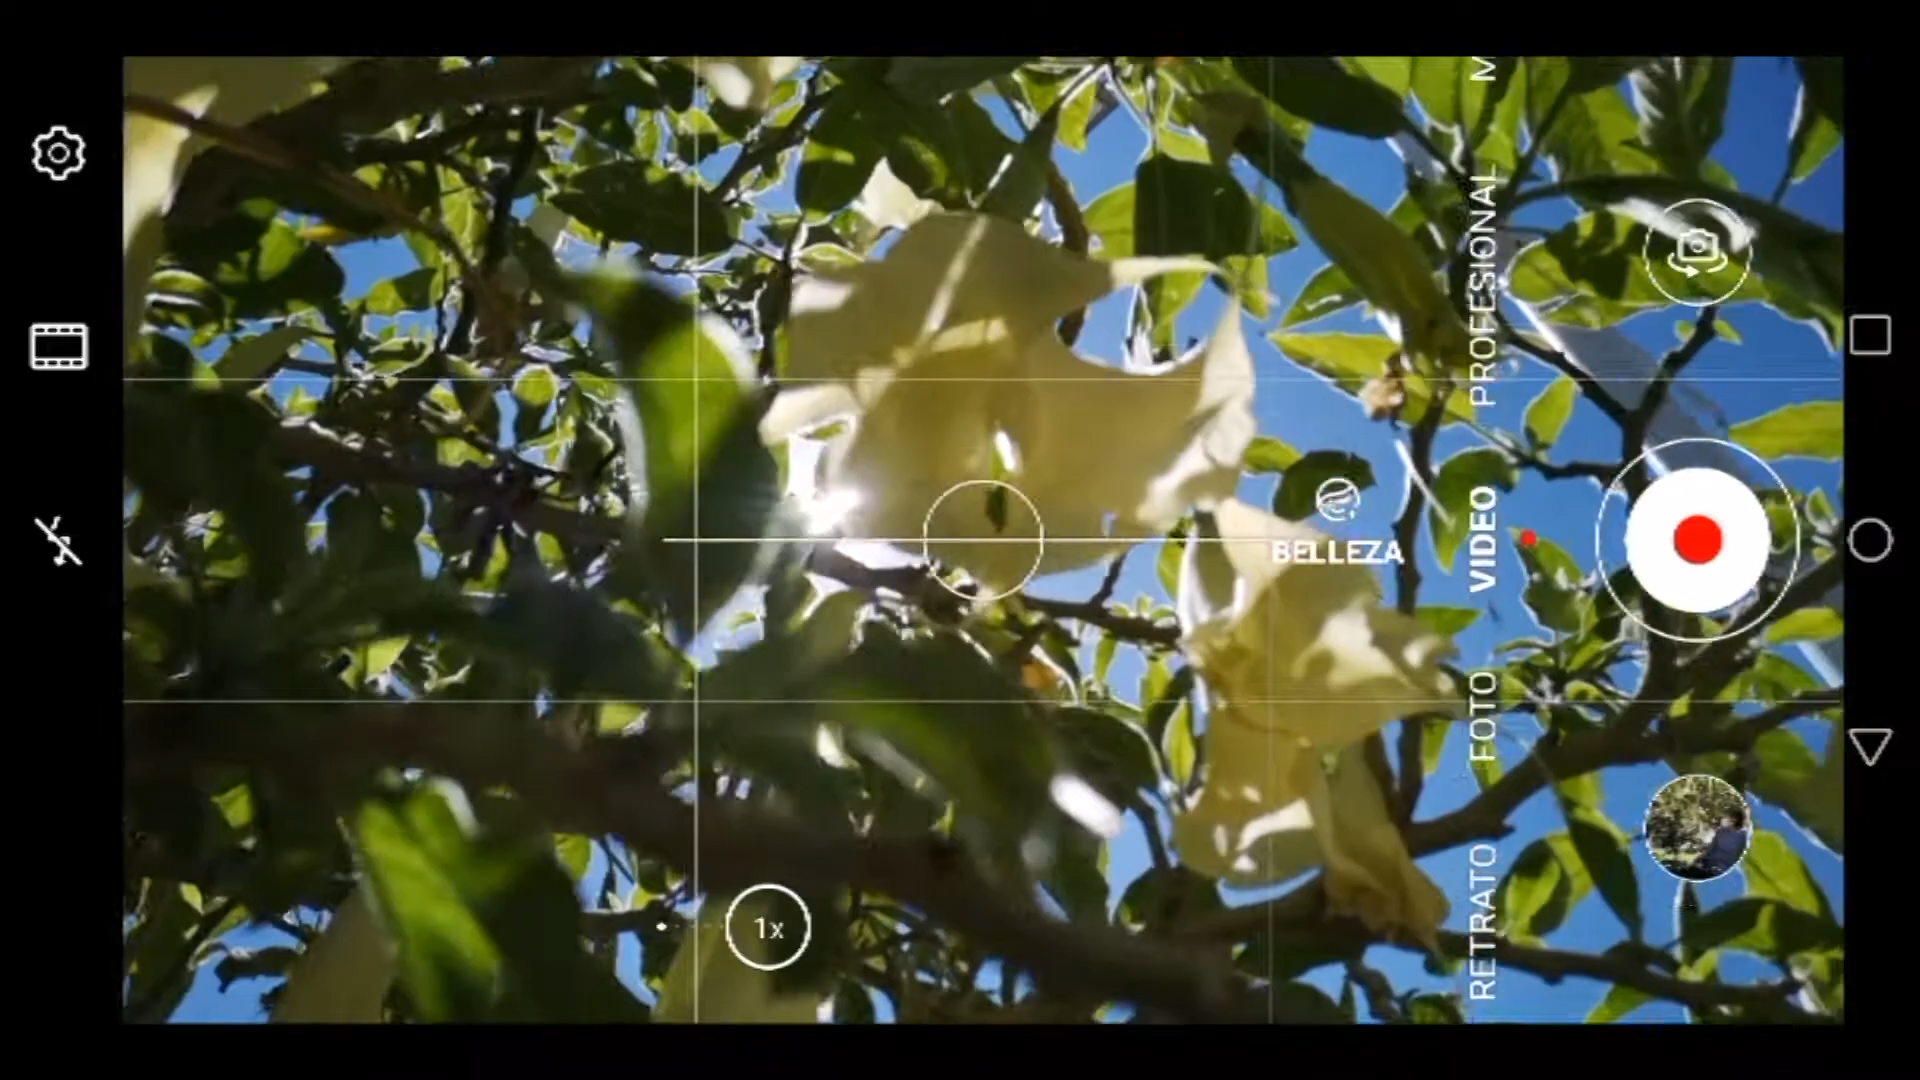 M
PROFESIONAL
VIDEO
FOTO
RETRATO
BELLEZA
1x